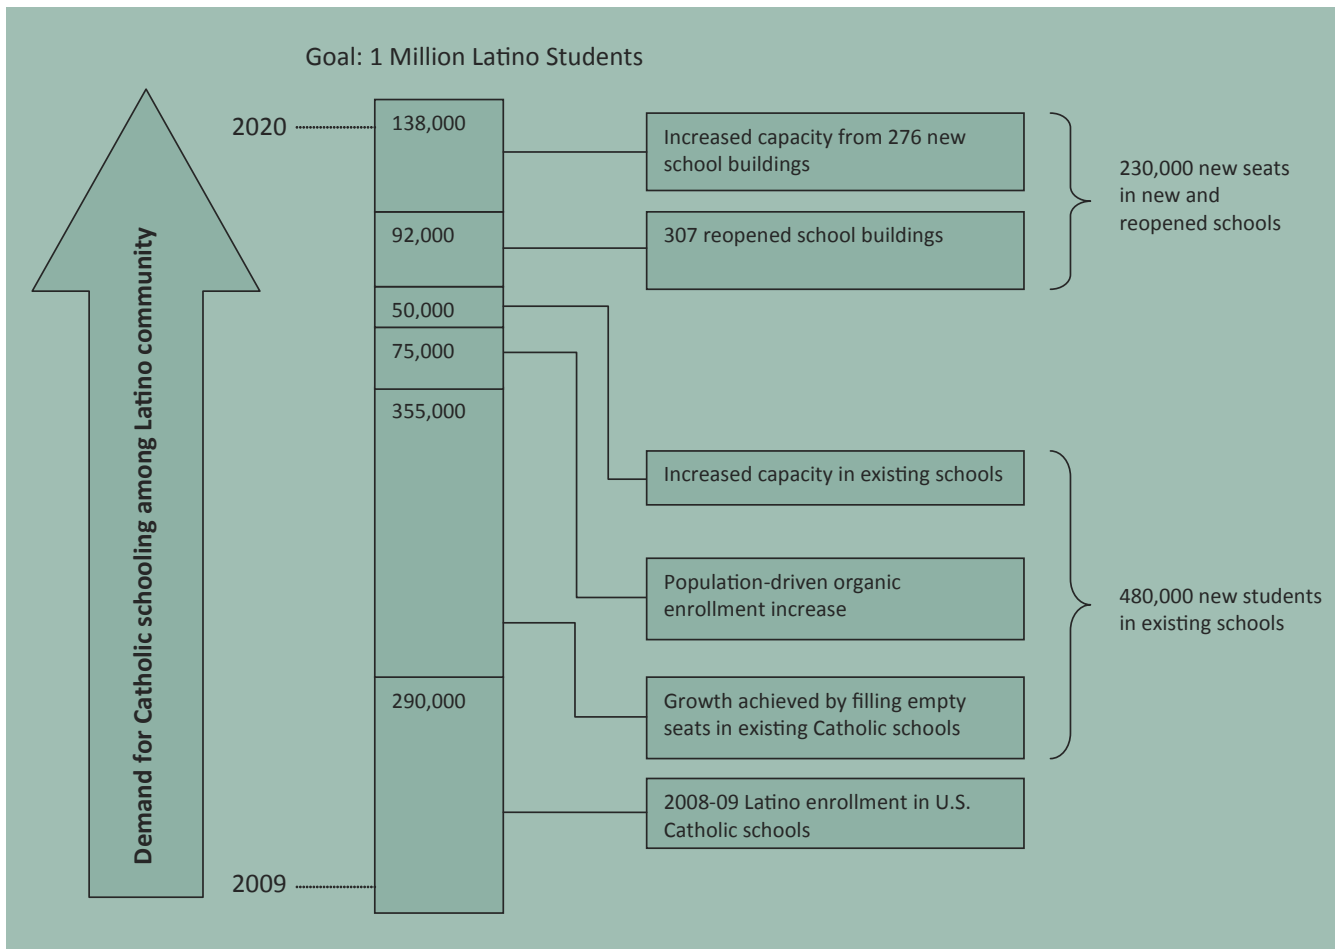 Goal: 1 Million Latino Students
Demand for Catholic schooling among Latino community
2020
138,000
Increased capacity from 276 new
school buildings
92,000
307 reopened school buildings
230,000 new seats
in new and
reopened schools
50,000
75,000
355,000
Increased capacity in existing schools
Population-driven organic
enrollment increase
Growth achieved by filling empty
seats in existing Catholic schools
480,000 new students
in existing schools
290,000
2008-09 Latino enrollment in U.S.
Catholic schools
2009